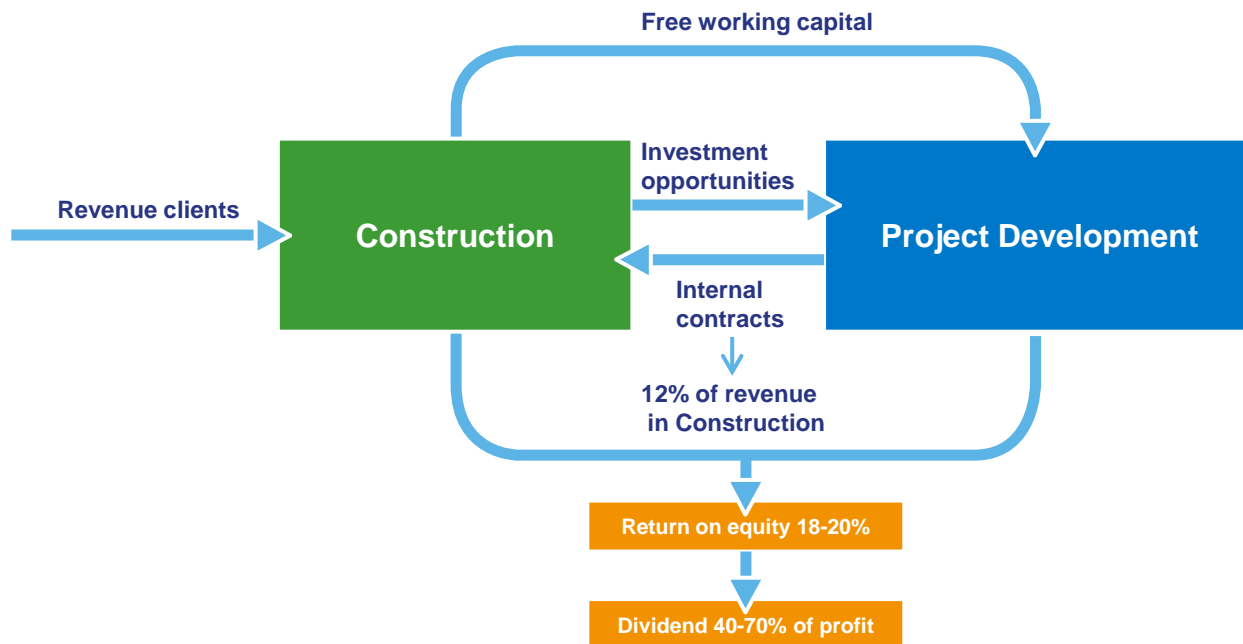 Free working capital
Investment
opportunities
Revenue clients
Construction
Project Development
Internal
contracts
12% of revenue
in Construction
Return on equity 18-20%
Dividend 40-70% of profit